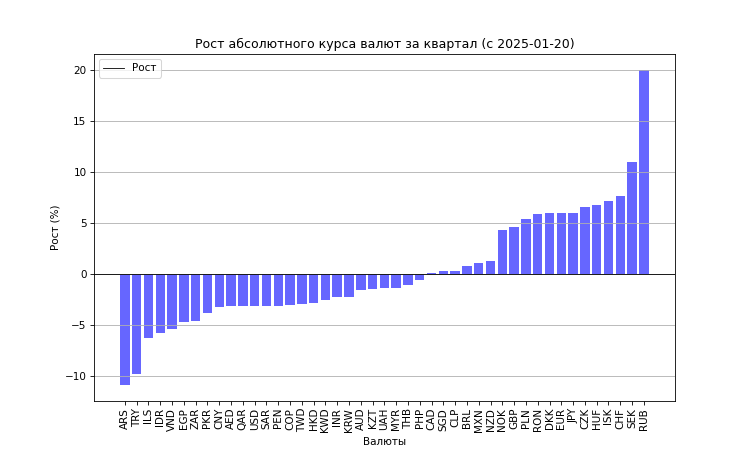 Рост абсолютного курса валют за квартал (с 2025-01-20)
Рост
20
15
10
5
0
−5
−10
Рост (%)
ARS TRY ILS IDR VND EGP ZAR PKR CNY AED QAR USD SAR PEN COP TWD HKD KWD INR KRW AUD KZT UAH MYR THB PHP CAD SGD CLP BRL MXN NZD NOK GBP PLN RON DKK EUR JPY CZK HUF ISK CHF SEK RUB
Валюты